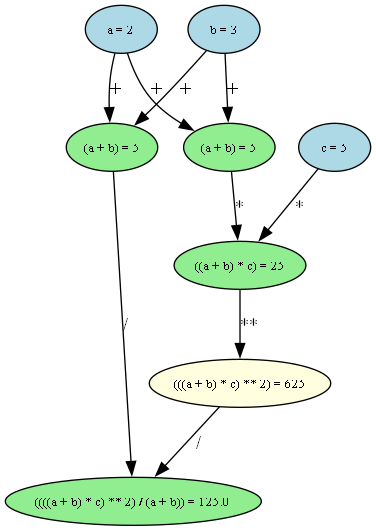 a = 2
b = 3
+
+
+
+
(a + b) = 5
(a + b) = 5
c = 5
*
*
((a + b) * c) = 25
/
**
(((a + b) * c) ** 2) = 625
/
((((a + b) * c) ** 2) / (a + b)) = 125.0